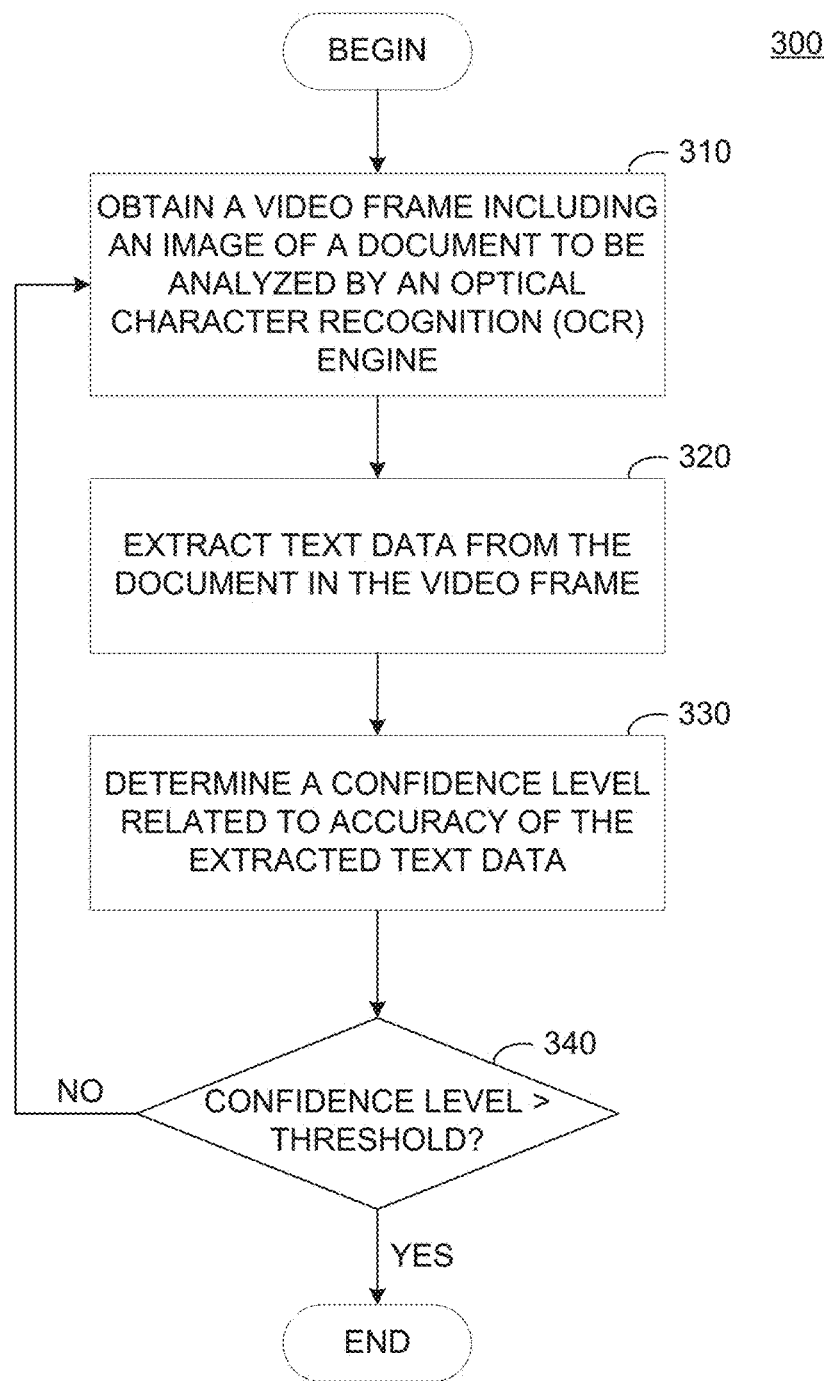 BEGIN
300
310
OBTAIN A VIDEO FRAME INCLUDING
AN IMAGE OF A DOCUMENT TO BE
ANALYZED BY AN OPTICAL
CHARACTER RECOGNITION (OCR)
ENGINE
320
EXTRACT TEXT DATA FROM THE
DOCUMENT IN THE VIDEO FRAME
330
DETERMINE A CONFIDENCE LEVEL
RELATED TO ACCURACY OF THE
EXTRACTED TEXT DATA
340
NO
CONFIDENCE LEVEL >
THRESHOLD?
YES
END